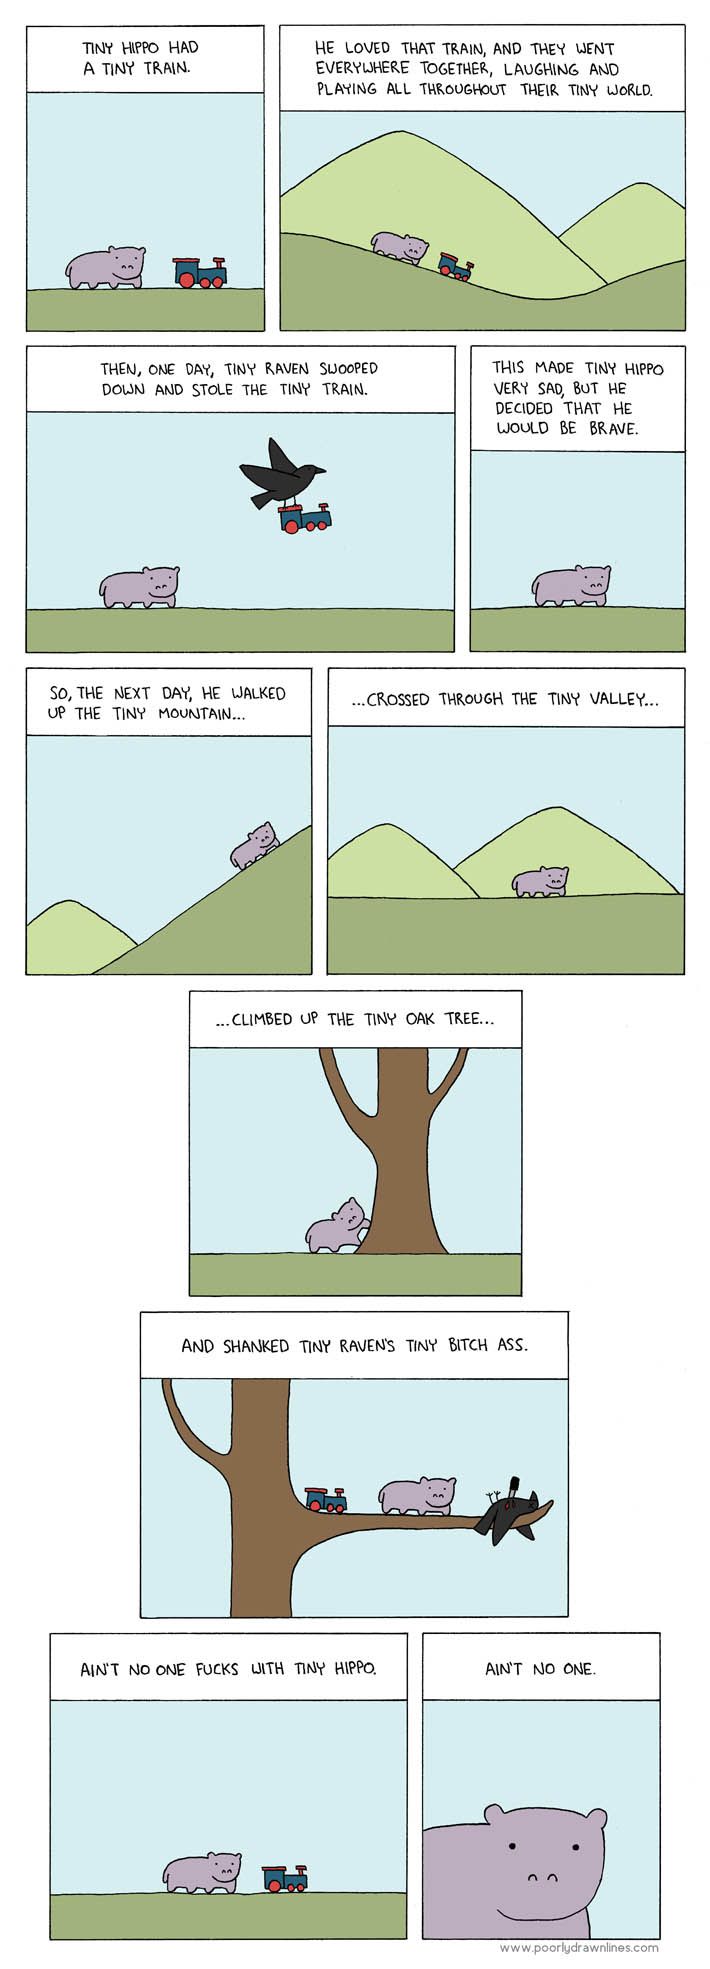 TINY HIPPO HAD
A TINY TRAIN.
HE LOVED THAT TRAIN, AND THEY WENT
EVERYWHERE TOGETHER, LAUGHING AND
PLAYING ALL THROUGHOUT THEIR TINY WORLD.
THEN, ONE DAY, TINY RAVEN SWOOPED
DOWN AND STOLE THE TINY TRAIN.
THIS MADE TINY HIPPO
VERY SAD, BUT HE
DECIDED THAT HE
WOULD BE BRAVE.
SO, THE NEXT DAY, HE WALKED
UP THE TINY MOUNTAIN...
...CROSSED THROUGH THE TINY VALLEY...
...CLIMBED UP THE TINY OAK TREE...
AND SHANKED TINY RAVEN'S TINY BITCH ASS.
AIN'T NO ONE FUCKS WITH TINY HIPPO.
AIN'T NO ONE.
www.poorlydrawnlines.com